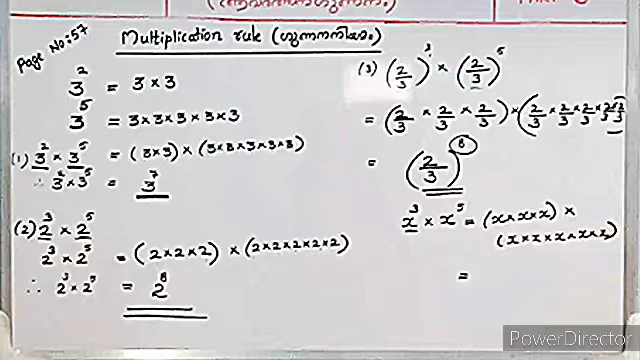 Page No:57
Multiplication rule (ഗുണനനിയമം)
3² = 3 × 3
3⁵ = 3×3×3×3×3
(1) 3² × 3⁵ = (3×3) × (3×3×3×3×3)
∴ 3² × 3⁵ = 3⁷
(2) 2³ × 2⁵
2³ × 2⁵ = (2×2×2) × (2×2×2×2×2)
∴ 2³ × 2⁵ = 2⁸
(3) (2/3)³ × (2/3)⁵
= (2/3 × 2/3 × 2/3) × (2/3 × 2/3 × 2/3 × 2/3 × 2/3)
= (2/3)⁸
x³ × x⁵ = (x×x×x) ×
(x×x×x×x×x)
=
PowerDirector